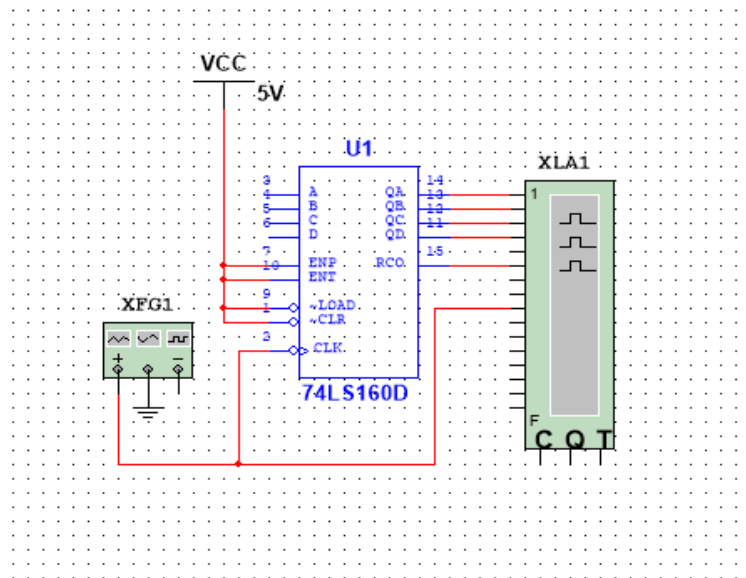 VCC
5V
U1
XLA1
XFG1
3
4
5
6
7
10
9
1
2
A
B
C
D
ENP
ENT
~LOAD
~CLR
CLK
QA
QB
QC
QD
RCO
14
13
12
11
15
74LS160D
+
−
1
F
C Q T